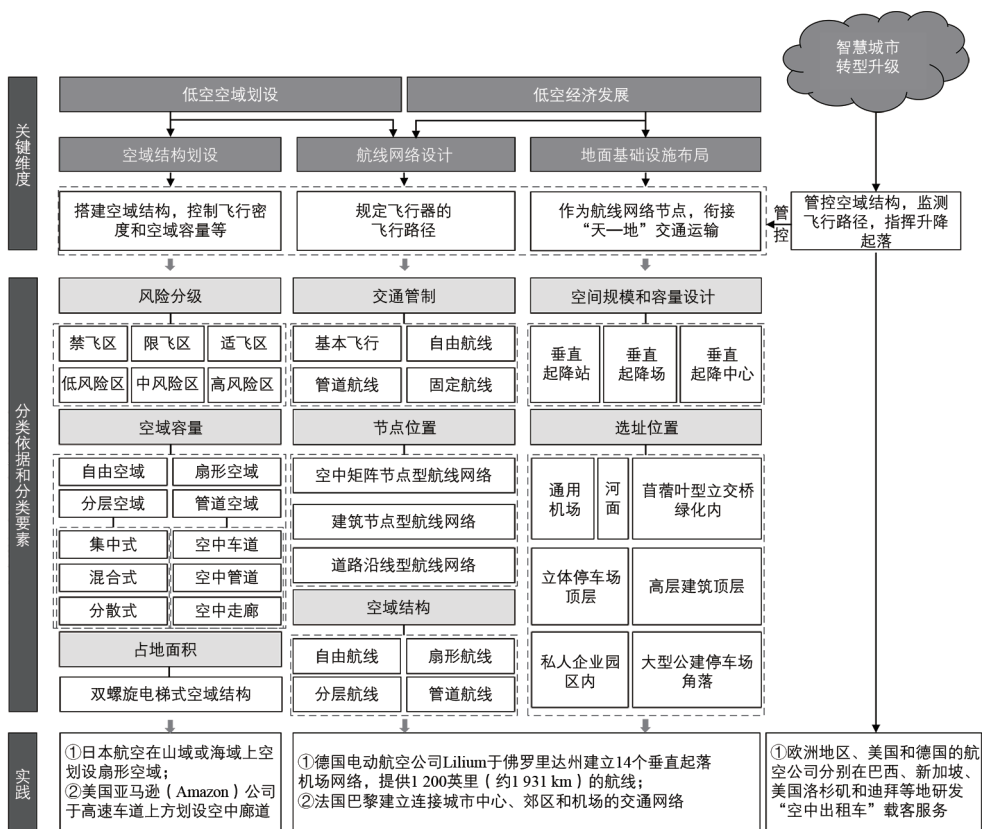 智慧城市
转型升级
关键维度
低空空域划设
低空经济发展
空域结构划设
航线网络设计
地面基础设施布局
搭建空域结构，控制飞行密
度和空域容量等
规定飞行器的
飞行路径
作为航线网络节点，衔接
“天—地”交通运输
管控
管控空域结构，监测
飞行路径，指挥升降
起落
分类依据和分类要素
风险分级
禁飞区
限飞区
适飞区
低风险区
中风险区
高风险区
空域容量
自由空域
扇形空域
分层空域
管道空域
集中式
空中车道
混合式
空中管道
分散式
空中走廊
占地面积
双螺旋电梯式空域结构
交通管制
基本飞行
自由航线
管道航线
固定航线
节点位置
空中矩阵节点型航线网络
建筑节点型航线网络
道路沿线型航线网络
空域结构
自由航线
扇形航线
分层航线
管道航线
空间规模和容量设计
垂直
起降站
垂直
起降场
垂直
起降中心
选址位置
通用
机场
河
面
苜蓿叶型立交桥
绿化内
立体停车场
顶层
高层建筑顶层
私人企业园
区内
大型公建停车场
角落
实践
①日本航空在山域或海域上空
划设扇形空域；
②美国亚马逊（Amazon）公司
于高速车道上方划设空中廊道
①德国电动航空公司Lilium于佛罗里达州建立14个垂直起落
机场网络，提供1 200英里（约1 931 km）的航线；
②法国巴黎建立连接城市中心、郊区和机场的交通网络
①欧洲地区、美国和德国的航
空公司分别在巴西、新加坡、
美国洛杉矶和迪拜等地研发
“空中出租车”载客服务